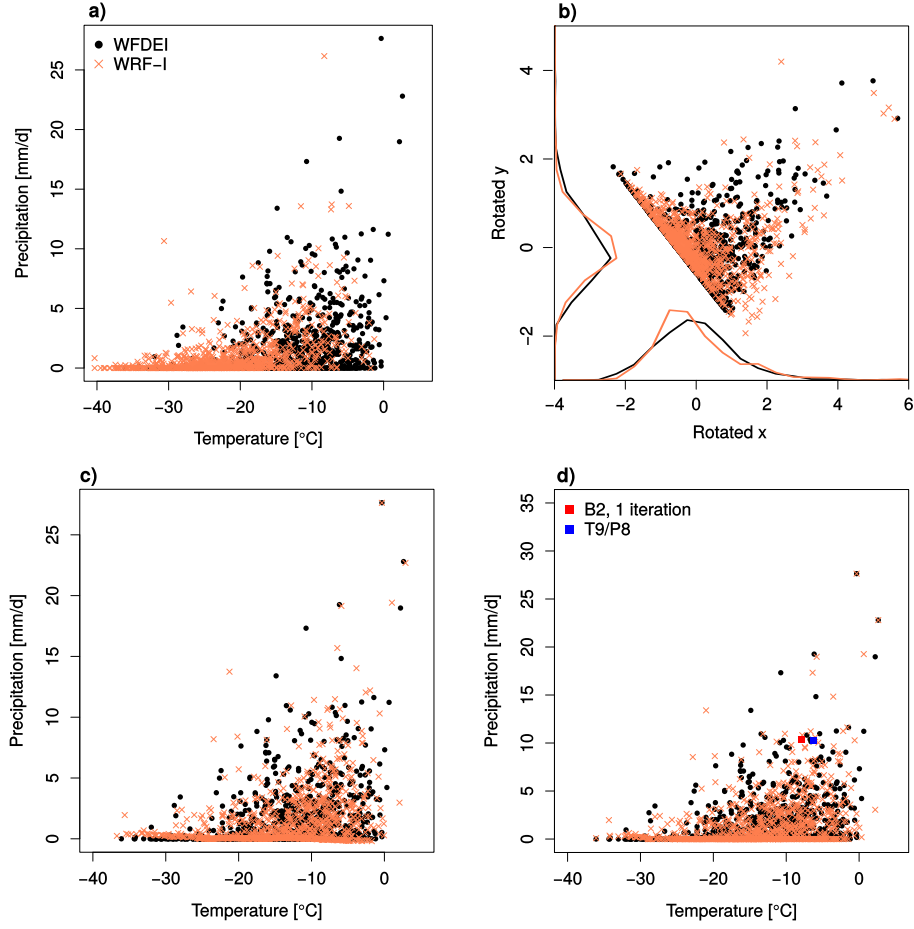 a)
WFDEI
WRF−I
Precipitation [mm/d]
0 5 10 15 20 25
−40 −30 −20 −10 0
Temperature [°C]
b)
Rotated y
−2 0 2 4
−4 −2 0 2 4 6
Rotated x
c)
Precipitation [mm/d]
0 5 10 15 20 25
−40 −30 −20 −10 0
Temperature [°C]
d)
B2, 1 iteration
T9/P8
Precipitation [mm/d]
0 5 10 15 20 25 30 35
−40 −30 −20 −10 0
Temperature [°C]